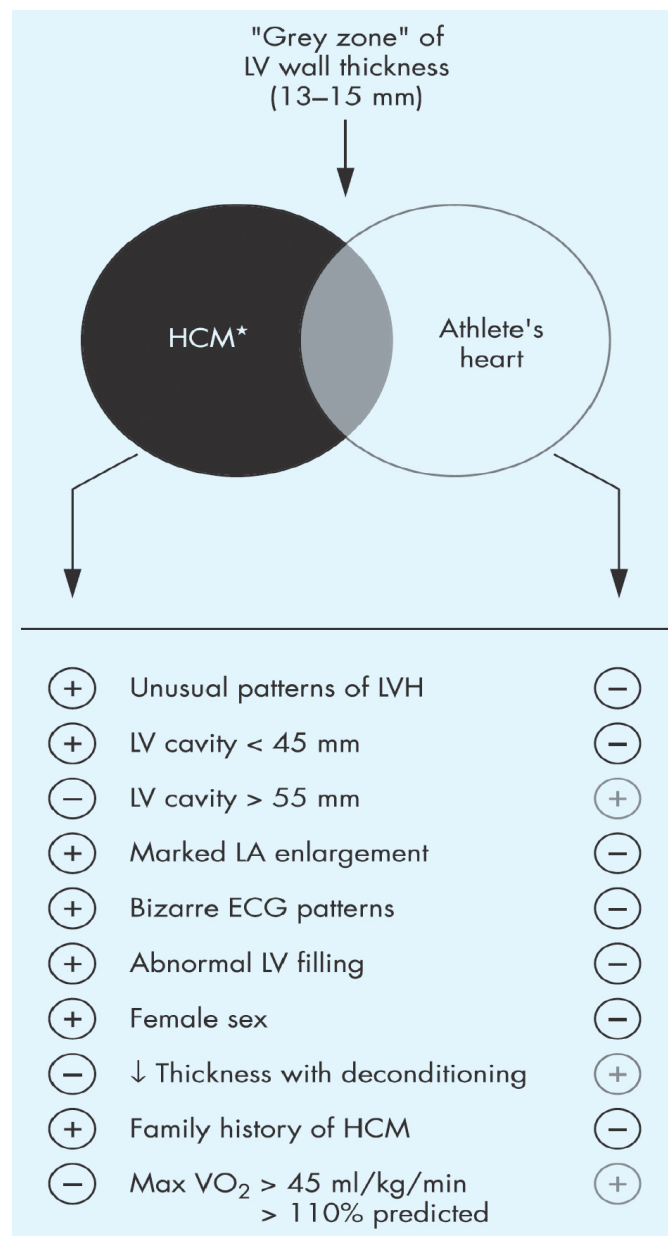 "Grey zone" of
LV wall thickness
(13–15 mm)
HCM★
Athlete's
heart
+ Unusual patterns of LVH −
+ LV cavity < 45 mm −
− LV cavity > 55 mm +
+ Marked LA enlargement −
+ Bizarre ECG patterns −
+ Abnormal LV filling −
+ Female sex −
− ↓ Thickness with deconditioning +
+ Family history of HCM −
− Max VO₂ > 45 ml/kg/min +
> 110% predicted